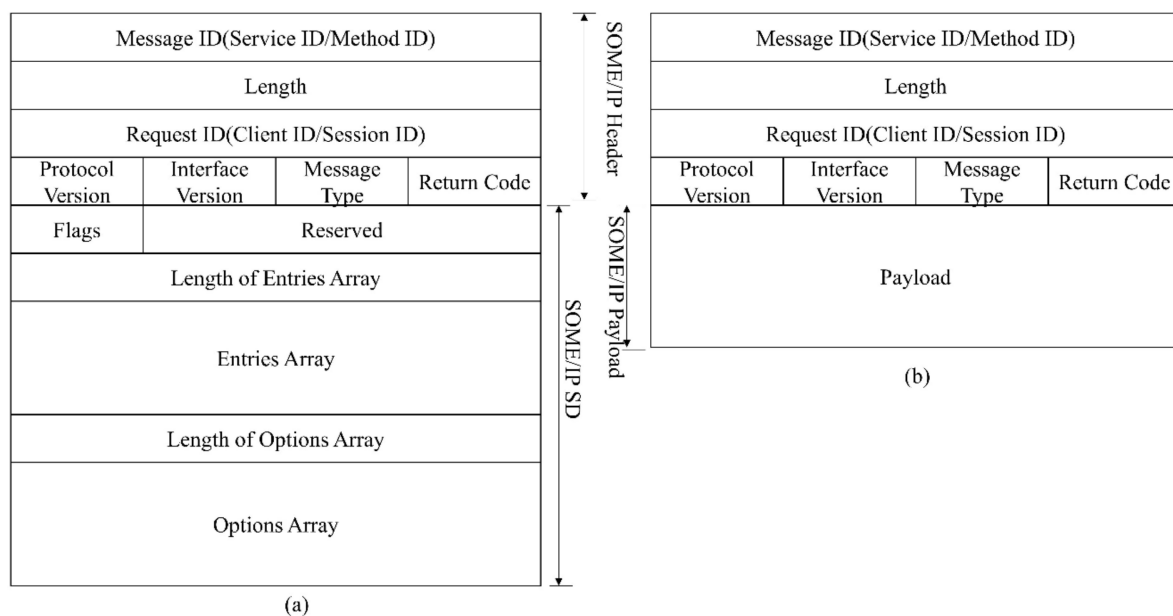 Message ID(Service ID/Method ID)
Length
Request ID(Client ID/Session ID)
Protocol
Version
Interface
Version
Message
Type
Return Code
Flags
Reserved
Length of Entries Array
Entries Array
Length of Options Array
Options Array
(a)
SOME/IP Header
SOME/IP SD
SOME/IP Payload
Message ID(Service ID/Method ID)
Length
Request ID(Client ID/Session ID)
Protocol
Version
Interface
Version
Message
Type
Return Code
Payload
(b)